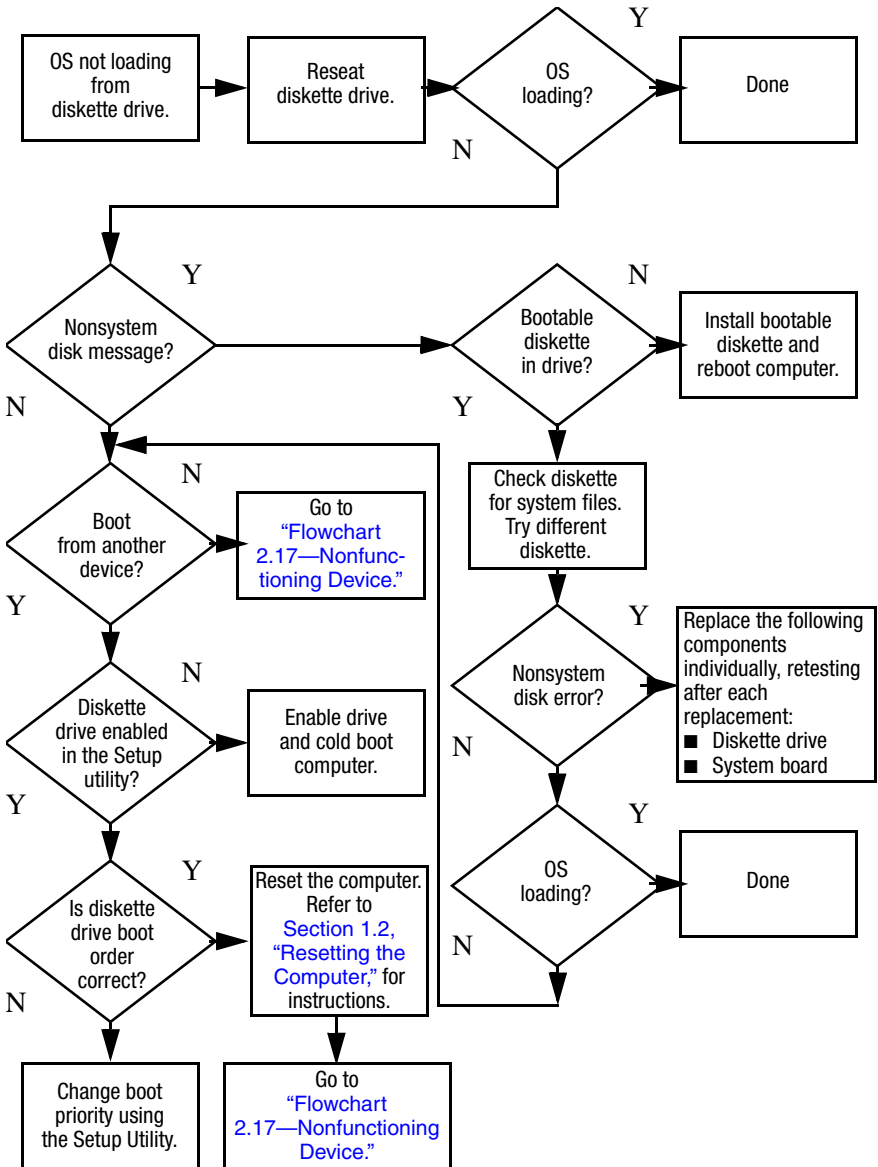 OS not loading
from
diskette drive.
Reseat
diskette drive.
OS
loading?
Y
Done
N
Nonsystem
disk message?
Y
N
Bootable
diskette
in drive?
N
Install bootable
diskette and
reboot computer.
Y
Boot
from another
device?
N
Go to
“Flowchart
2.17—Nonfunc-
tioning Device.”
Y
Check diskette
for system files.
Try different
diskette.
Diskette
drive enabled
in the Setup
utility?
N
Enable drive
and cold boot
computer.
Y
Nonsystem
disk error?
Y
Replace the following
components
individually, retesting
after each
replacement:
■ Diskette drive
■ System board
N
Is diskette
drive boot
order
correct?
Y
Reset the computer.
Refer to
Section 1.2,
“Resetting the
Computer,” for
instructions.
N
OS
loading?
Y
Done
N
Change boot
priority using
the Setup Utility.
Go to
“Flowchart
2.17—Nonfunctioning
Device.”